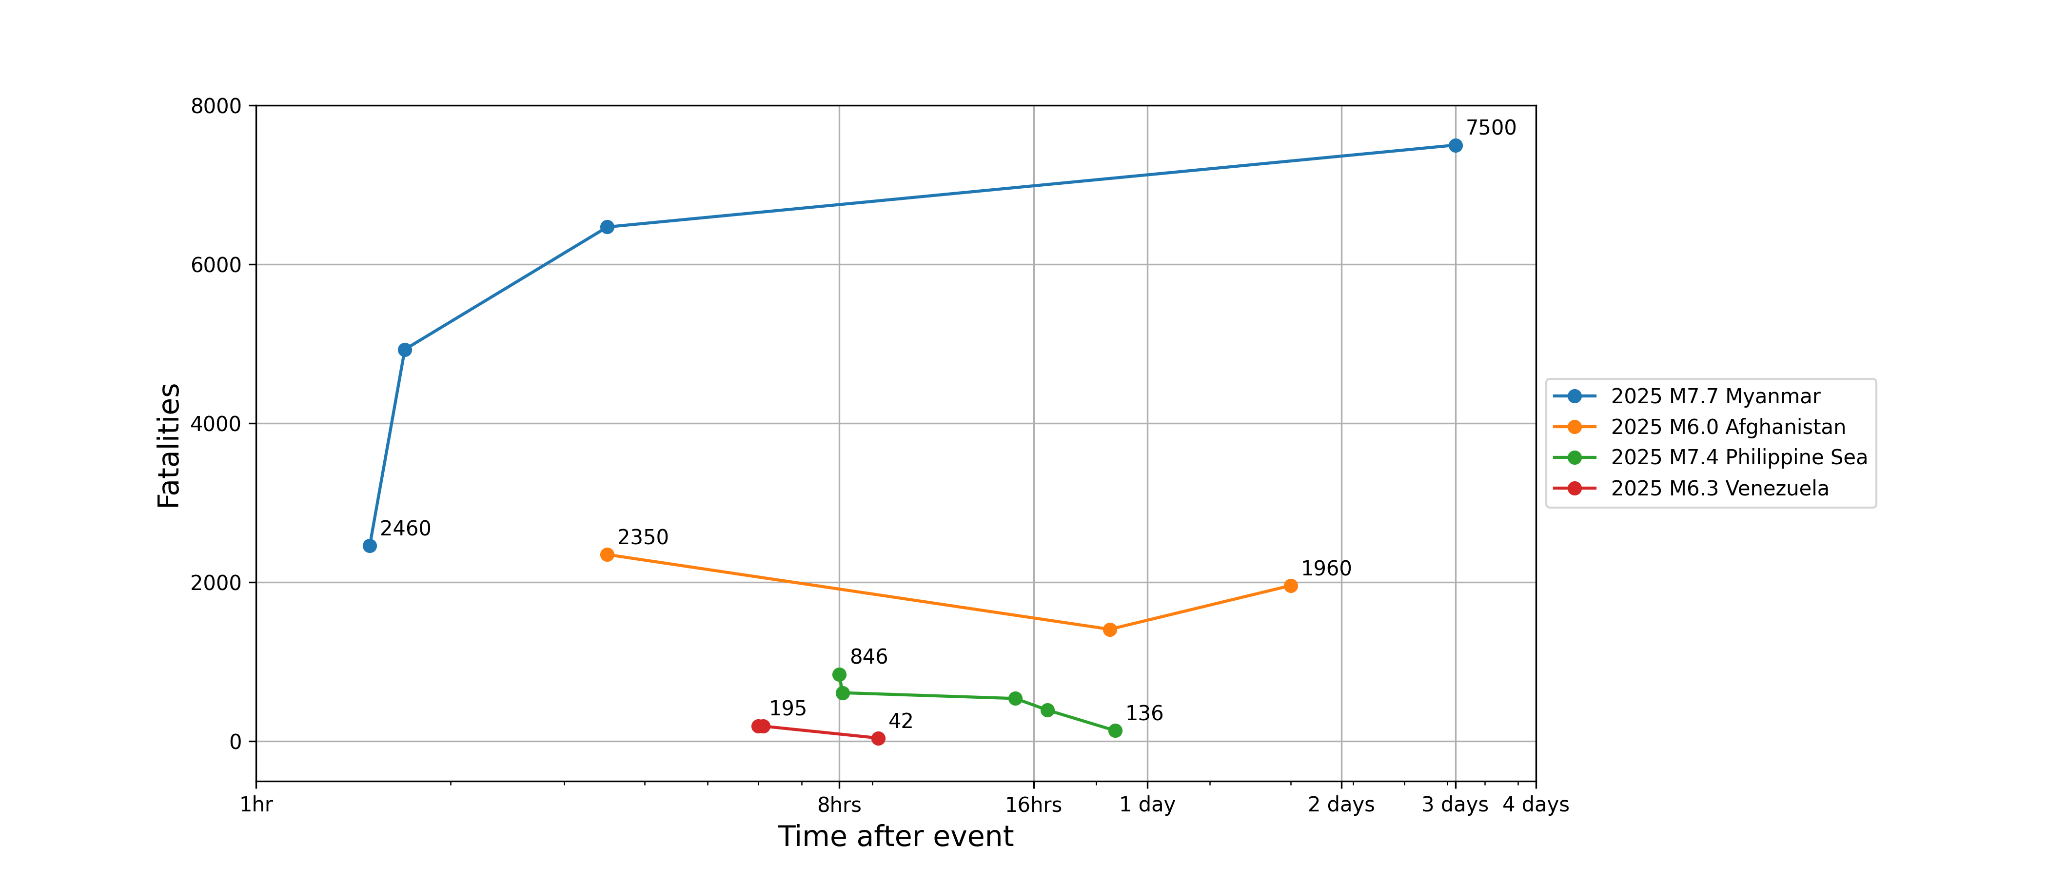 8000
7500
6000
Fatalities
4000
2025 M7.7 Myanmar
2025 M6.0 Afghanistan
2025 M7.4 Philippine Sea
2025 M6.3 Venezuela
2460
2350
2000
1960
846
195
42
136
0
1hr 8hrs 16hrs 1 day 2 days 3 days 4 days
Time after event